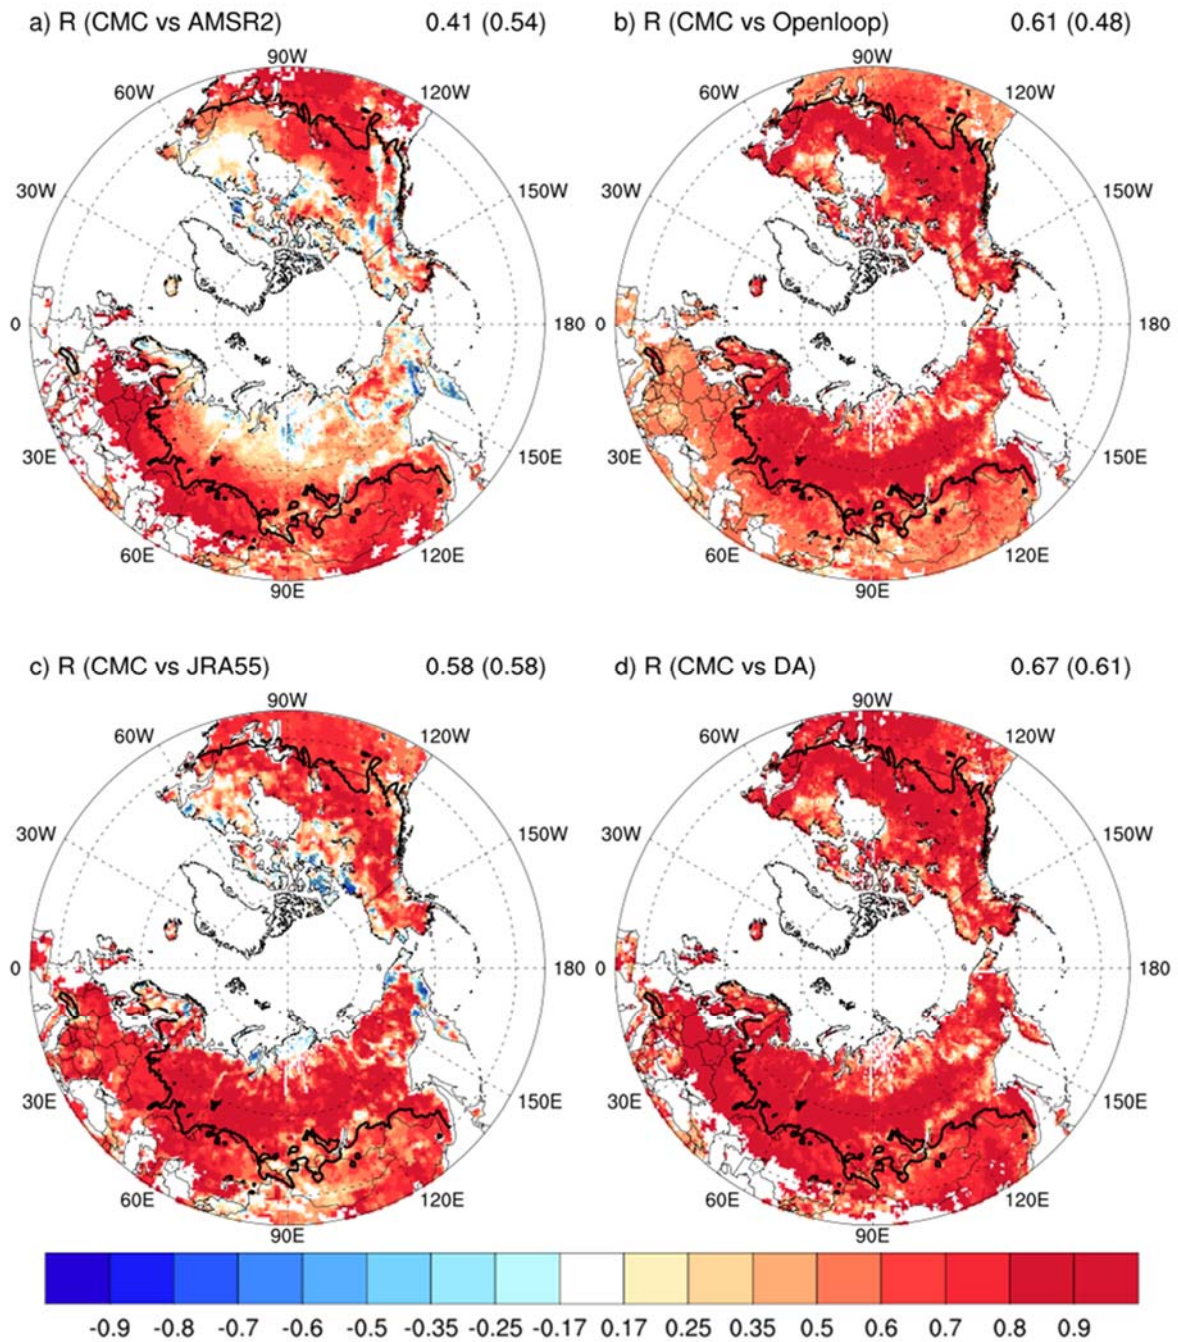 a) R (CMC vs AMSR2) 0.41 (0.54)
b) R (CMC vs Openloop) 0.61 (0.48)
90W
90W
60W
120W
60W
120W
30W
150W
30W
150W
0
180
0
180
30E
150E
30E
150E
60E
120E
60E
120E
90E
90E
c) R (CMC vs JRA55) 0.58 (0.58)
d) R (CMC vs DA) 0.67 (0.61)
90W
90W
60W
120W
60W
120W
30W
150W
30W
150W
0
180
0
180
30E
150E
30E
150E
60E
120E
60E
120E
90E
90E
-0.9 -0.8 -0.7 -0.6 -0.5 -0.35 -0.25 -0.17 0.17 0.25 0.35 0.5 0.6 0.7 0.8 0.9